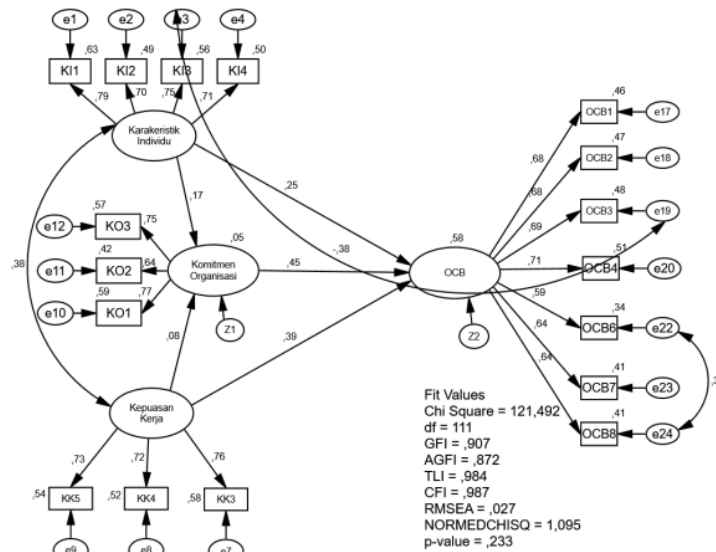 e1 e2 e3 e4
,63 ,49 ,56 ,50
KI1 KI2 KI3 KI4
,79 ,70 ,75 ,71
Karakeristik
Individu
,46
OCB1 e17
,47
OCB2 e18
,48
OCB3 e19
,51
OCB4 e20
,34
OCB6 e22
,41
OCB7 e23
,41
OCB8 e24
,68
,68
,69
,71
,59
,64
,64
,25
,17
,57
e12 KO3 ,75
,42
e11 KO2 ,64
,59
e10 KO1 ,77
,38
,05
Komitmen
Organisasi
Z1
-,38
,45
,58
OCB
Z2
,08
,39
Kepuasan
Kerja
,73 ,72 ,76
,54 KK5 ,52 KK4 ,58 KK3
e9 e8 e7
Fit Values
Chi Square = 121,492
df = 111
GFI = ,907
AGFI = ,872
TLI = ,984
CFI = ,987
RMSEA = ,027
NORMEDCHISQ = 1,095
p-value = ,233